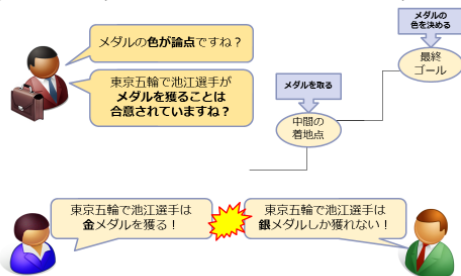 メダルの色が論点ですね？
東京五輪で池江選手が
メダルを獲ることは
合意されていますね？
メダルの
色を決める
最終
ゴール
メダルを取る
中間の
着地点
東京五輪で池江選手は
金メダルを獲る！
東京五輪で池江選手は
銀メダルしか獲れない！